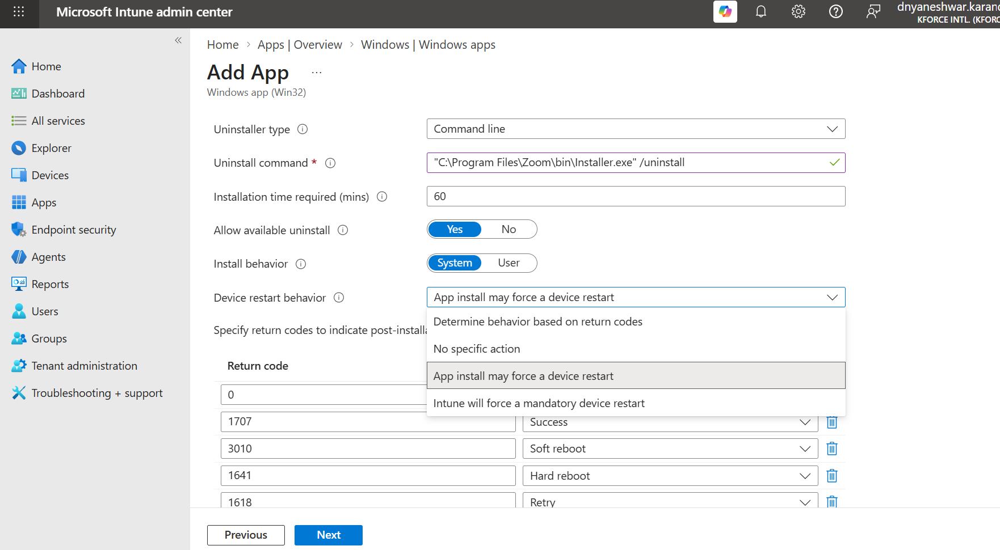 Microsoft Intune admin center
dnyaneshwar.karand
KFORCE INTL. (KFORC
Home
Dashboard
All services
Explorer
Devices
Apps
Endpoint security
Agents
Reports
Users
Groups
Tenant administration
Troubleshooting + support
Home > Apps | Overview > Windows | Windows apps
Add App ...
Windows app (Win32)
Uninstaller type Command line
Uninstall command * "C:\Program Files\Zoom\bin\Installer.exe" /uninstall
Installation time required (mins) 60
Allow available uninstall Yes No
Install behavior System User
Device restart behavior App install may force a device restart
Determine behavior based on return codes
No specific action
App install may force a device restart
Intune will force a mandatory device restart
Specify return codes to indicate post-installa
Return code
0
1707 Success
3010 Soft reboot
1641 Hard reboot
1618 Retry
Previous Next